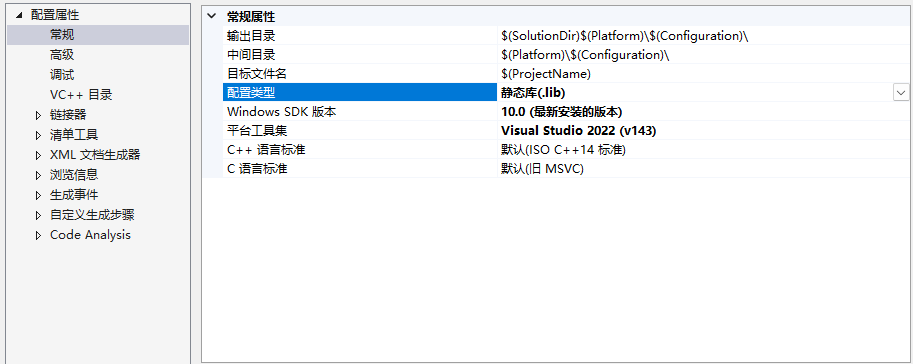 配置属性
常规
高级
调试
VC++ 目录
链接器
清单工具
XML 文档生成器
浏览信息
生成事件
自定义生成步骤
Code Analysis
常规属性
输出目录 $(SolutionDir)$(Platform)\$(Configuration)\
中间目录 $(Platform)\$(Configuration)\
目标文件名 $(ProjectName)
配置类型 静态库(.lib)
Windows SDK 版本 10.0 (最新安装的版本)
平台工具集 Visual Studio 2022 (v143)
C++ 语言标准 默认(ISO C++14 标准)
C 语言标准 默认(旧 MSVC)